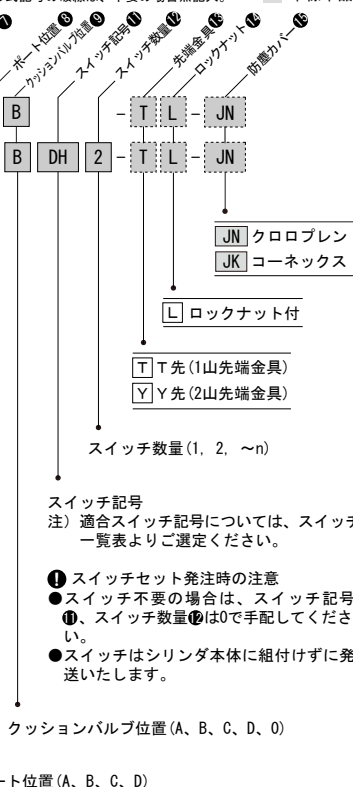 ポート位置❽
クッションバルブ位置❾
スイッチ記号⓫
スイッチ数量⓬
先端金具⓭
ロックナット⓮
防塵カバー⓯
B - T L - JN
B DH 2 - T L - JN
JN クロロプレン
JK コーネックス
L ロックナット付
T T先(1山先端金具)
Y Y先(2山先端金具)
スイッチ数量(1, 2, ～n)
スイッチ記号
注) 適合スイッチ記号については、スイッチ
一覧表よりご選定ください。
❗スイッチセット発注時の注意
●スイッチ不要の場合は、スイッチ記号
⓫、スイッチ数量⓬は0で手配してくださ
い。
●スイッチはシリンダ本体に組付けずに発
送いたします。
クッションバルブ位置(A、B、C、D、0)
ート位置(A、B、C、D)